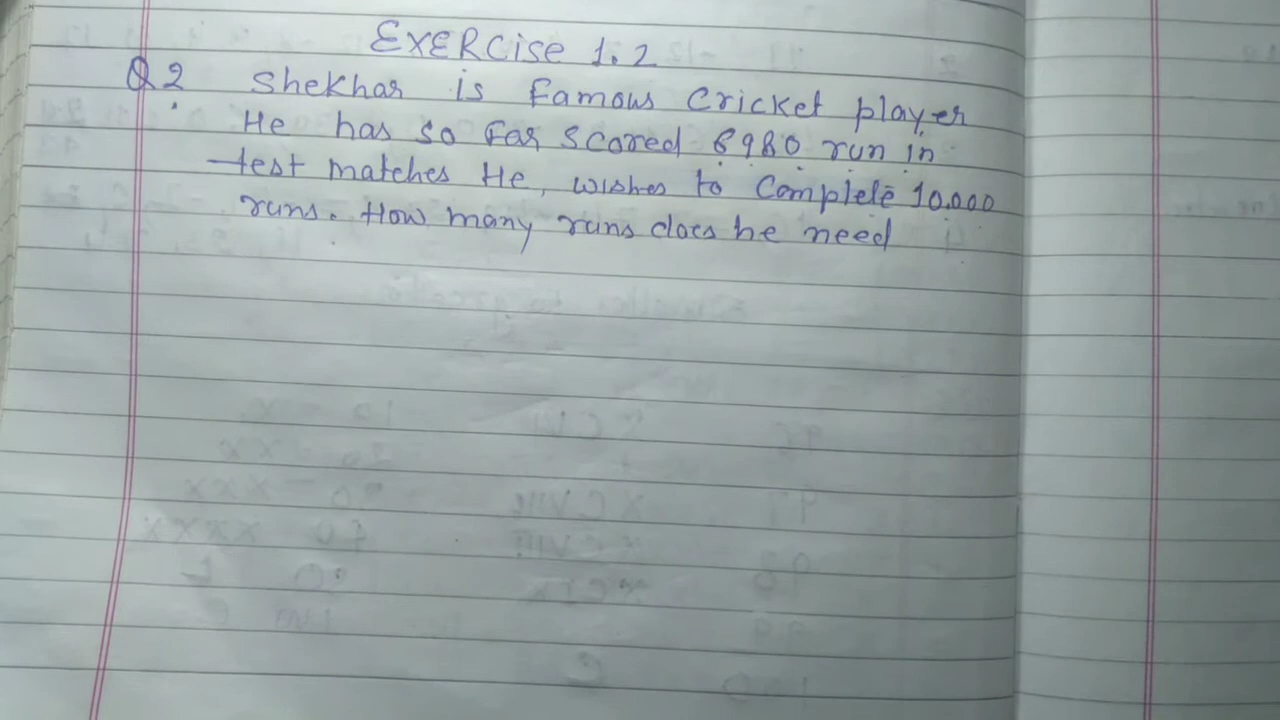 Exercise 1.2
Q2 Shekhar is famous cricket player
He has so far scored 6980 run in
test matches He, wishes to complete 10,000
runs. How many runs does he need